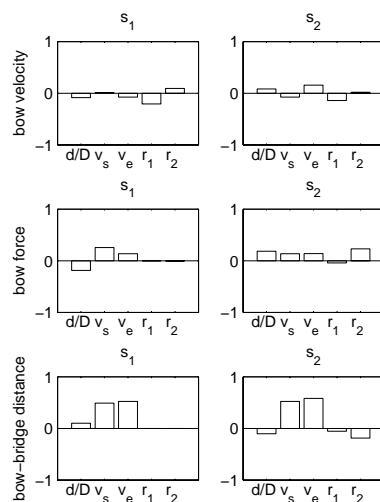 s₁ s₂
bow velocity
1 1
0 0
−1 −1
d/D vₛ vₑ r₁ r₂ d/D vₛ vₑ r₁ r₂
s₁ s₂
bow force
1 1
0 0
−1 −1
d/D vₛ vₑ r₁ r₂ d/D vₛ vₑ r₁ r₂
s₁ s₂
bow−bridge distance
1 1
0 0
−1 −1
d/D vₛ vₑ r₁ r₂ d/D vₛ vₑ r₁ r₂